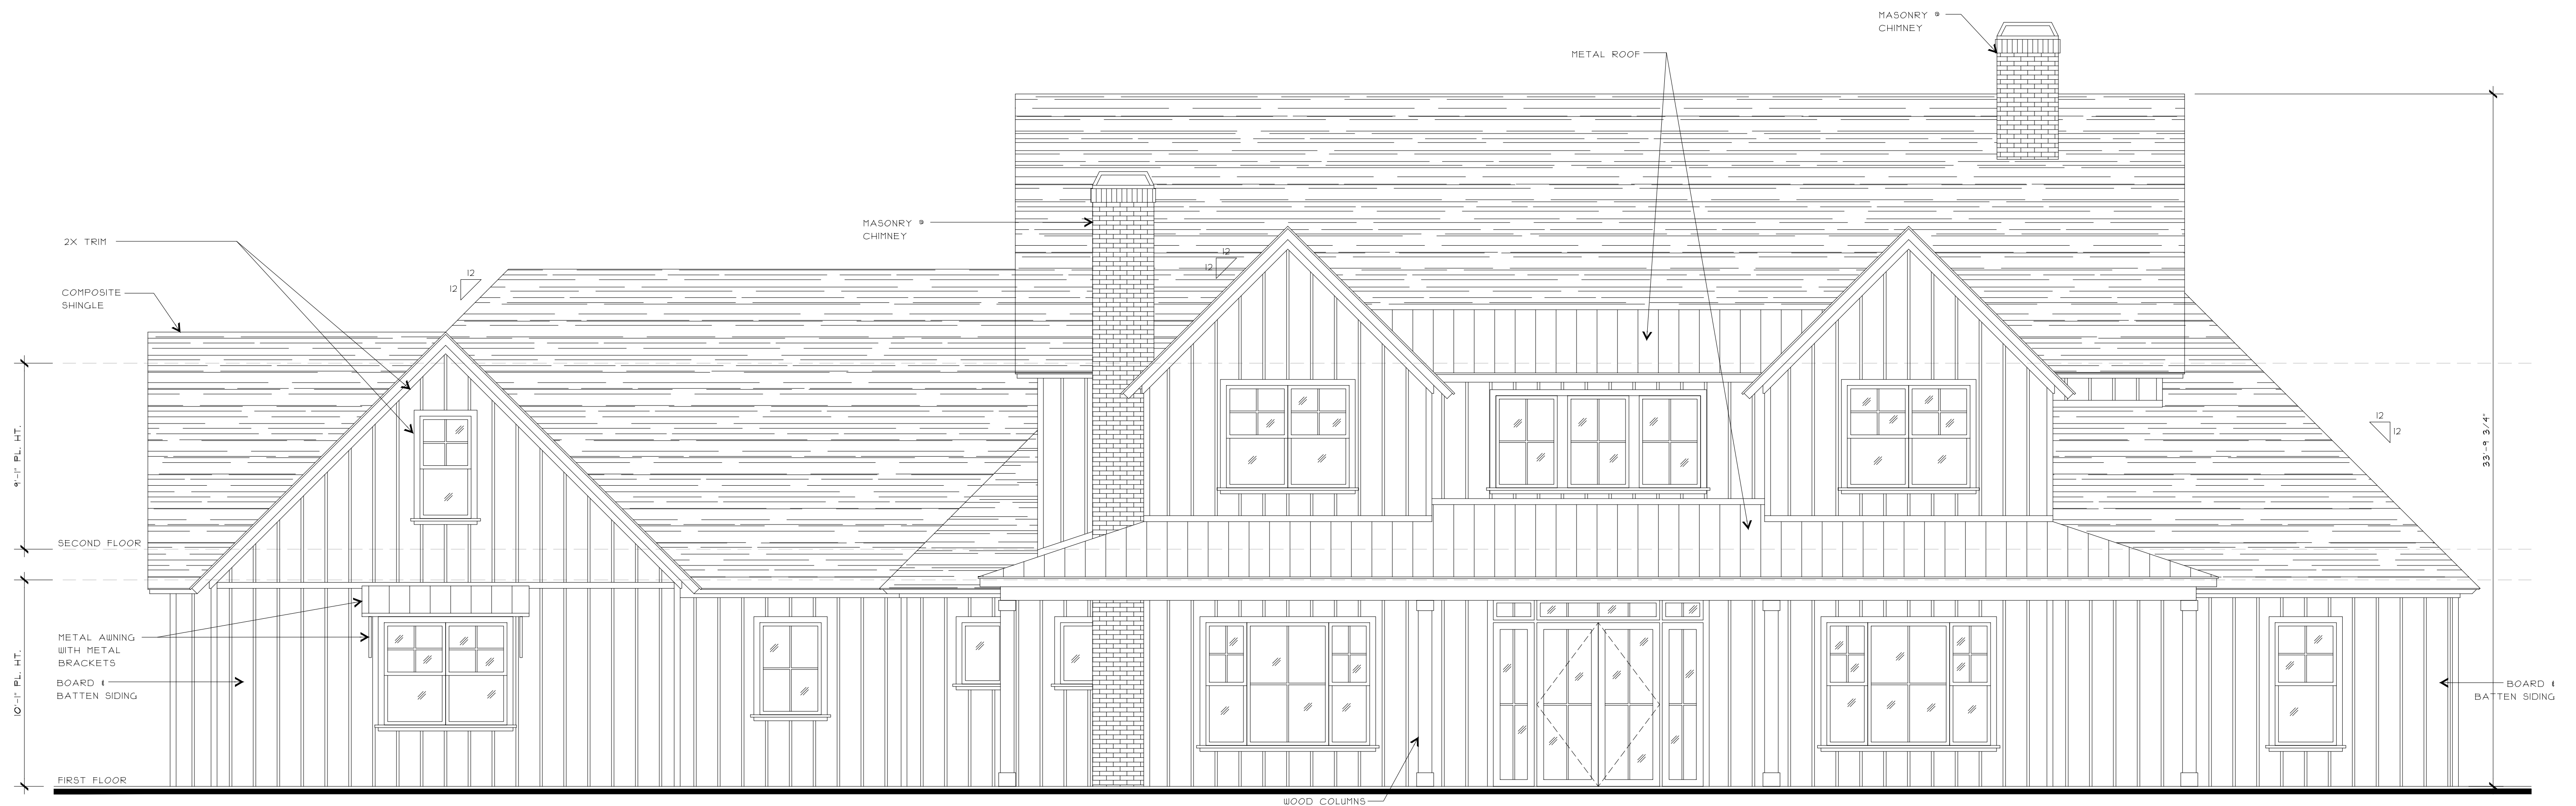 MASONRY @
CHIMNEY
METAL ROOF
MASONRY @
CHIMNEY
2X TRIM
12
12
12
12
COMPOSITE
SHINGLE
12
12
9'-1" PL. HT.
33'-9 3/4"
SECOND FLOOR
METAL AWNING
WITH METAL
BRACKETS
10'-1" PL. HT.
BOARD &
BATTEN SIDING
BOARD &
BATTEN SIDING
FIRST FLOOR
WOOD COLUMNS